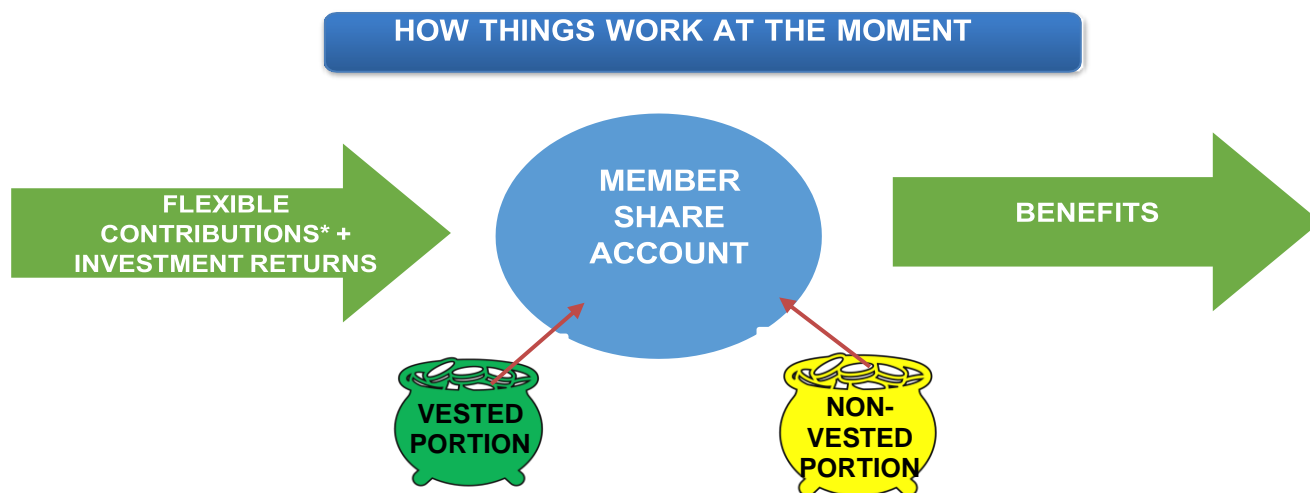 HOW THINGS WORK AT THE MOMENT
FLEXIBLE
CONTRIBUTIONS* +
INVESTMENT RETURNS
MEMBER
SHARE
ACCOUNT
BENEFITS
VESTED
PORTION
NON-
VESTED
PORTION